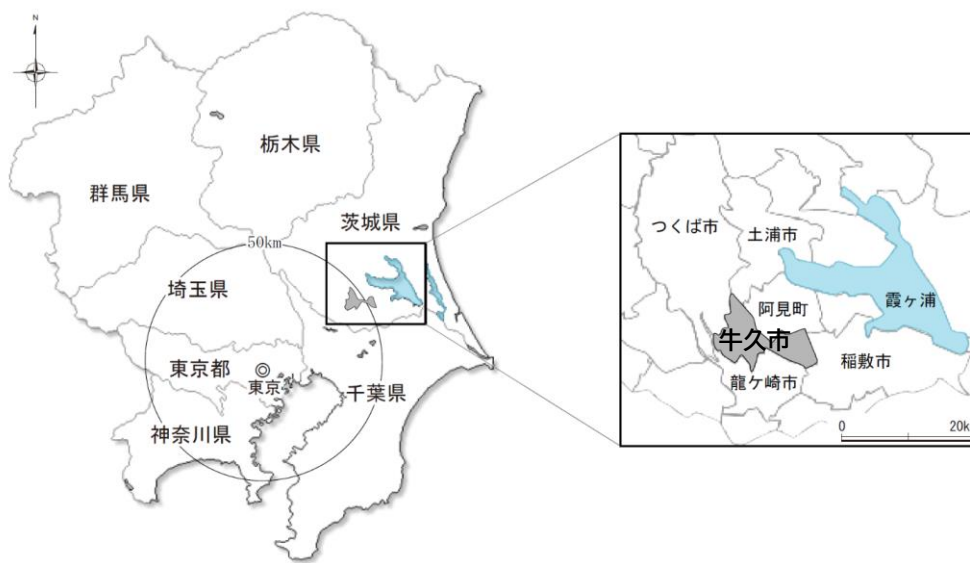 N
栃木県
群馬県
茨城県
50km
埼玉県
東京都
東京
千葉県
神奈川県
つくば市
土浦市
霞ヶ浦
阿見町
牛久市
稲敷市
龍ケ崎市
0
20k